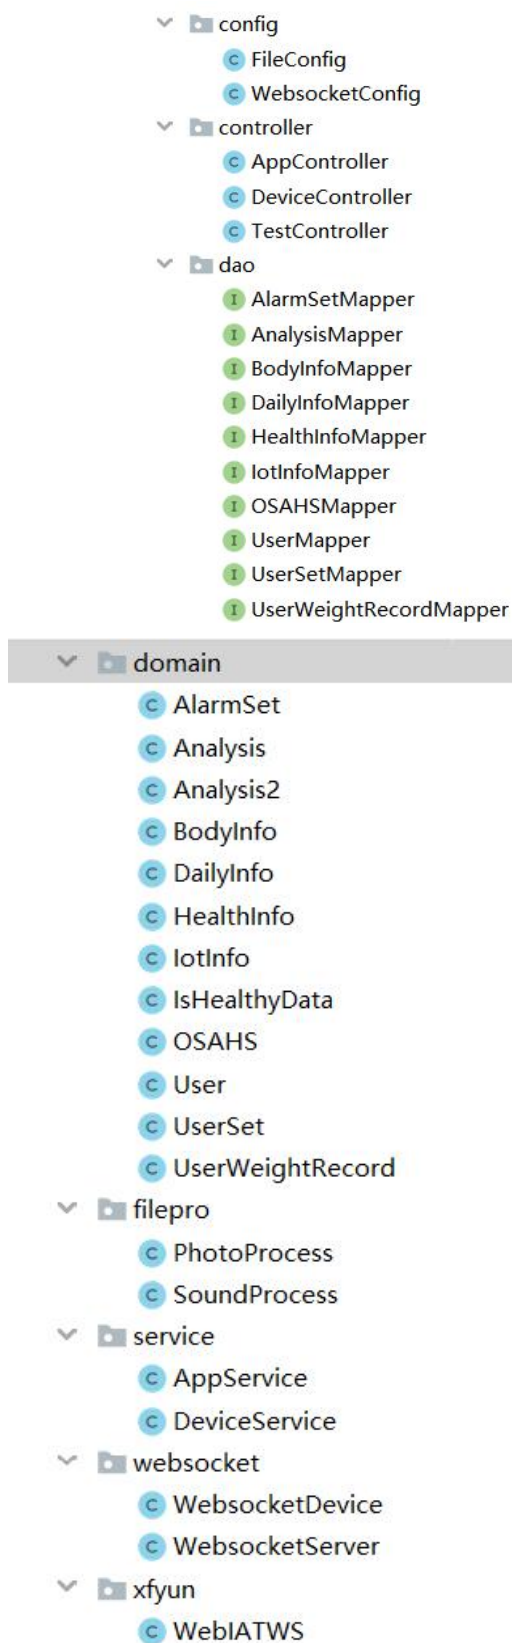 config
C FileConfig
C WebsocketConfig
controller
C AppController
C DeviceController
C TestController
dao
I AlarmSetMapper
I AnalysisMapper
I BodyInfoMapper
I DailyInfoMapper
I HealthInfoMapper
I IotInfoMapper
I OSAHSMapper
I UserMapper
I UserSetMapper
I UserWeightRecordMapper
domain
C AlarmSet
C Analysis
C Analysis2
C BodyInfo
C DailyInfo
C HealthInfo
C IotInfo
C IsHealthyData
C OSAHS
C User
C UserSet
C UserWeightRecord
filepro
C PhotoProcess
C SoundProcess
service
C AppService
C DeviceService
websocket
C WebsocketDevice
C WebsocketServer
xfyun
C WebIATWS